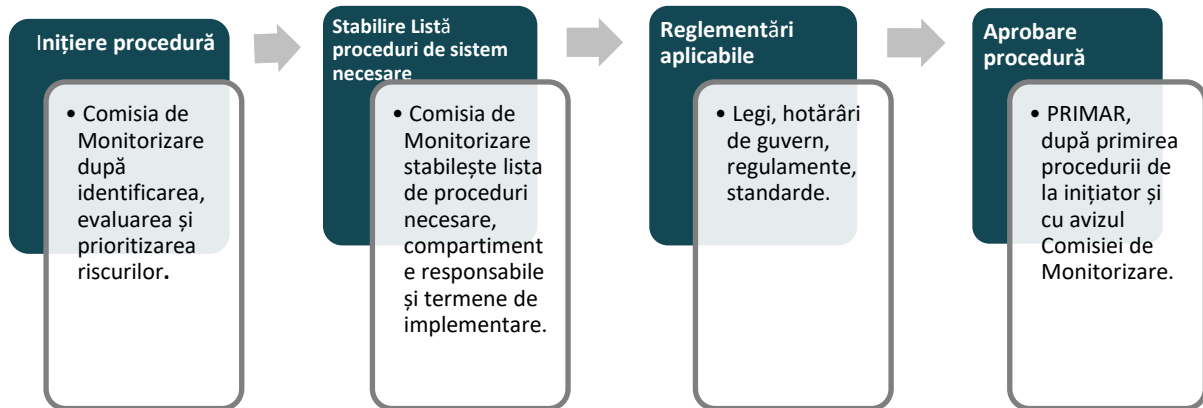 Inițiere procedură
• Comisia de
Monitorizare
după
identificarea,
evaluarea și
prioritizarea
riscurilor.
Stabilire Listă
proceduri de sistem
necesare
• Comisia de
Monitorizare
stabilește lista
de proceduri
necesare,
compartiment
e responsabile
și termene de
implementare.
Reglementări
aplicabile
• Legi, hotărâri
de guvern,
regulamente,
standarde.
Aprobare
procedură
• PRIMAR,
după primirea
procedurii de
la inițiator și
cu avizul
Comisiei de
Monitorizare.